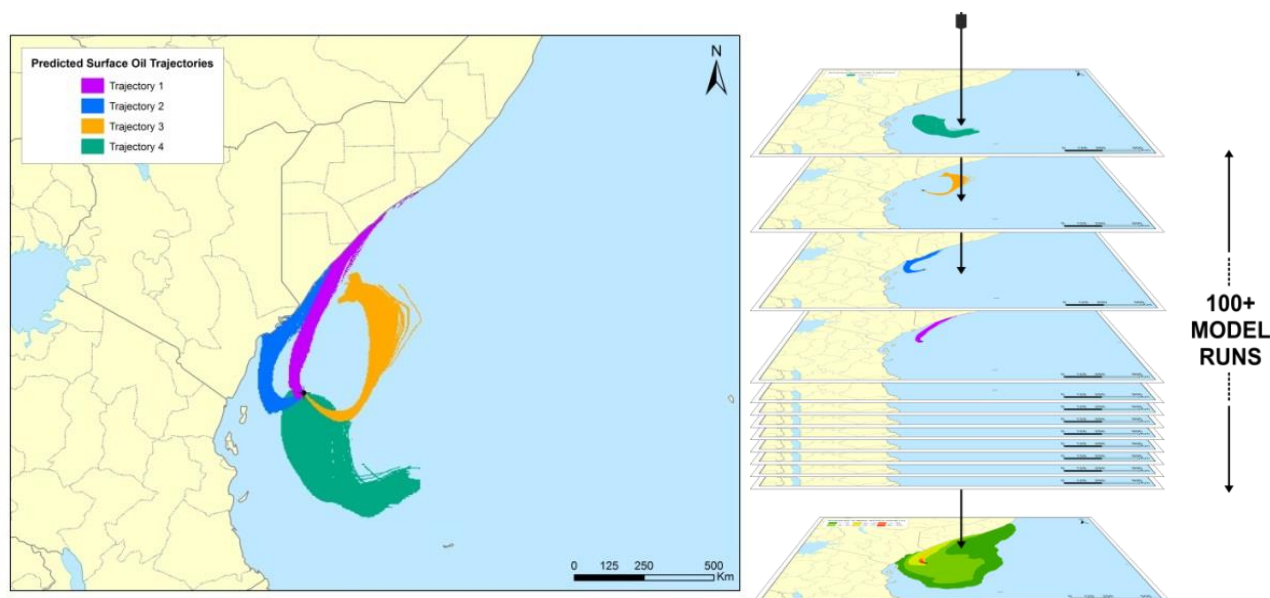 Predicted Surface Oil Trajectories
Trajectory 1
Trajectory 2
Trajectory 3
Trajectory 4
N
0 125 250 500
Km
100+
MODEL
RUNS